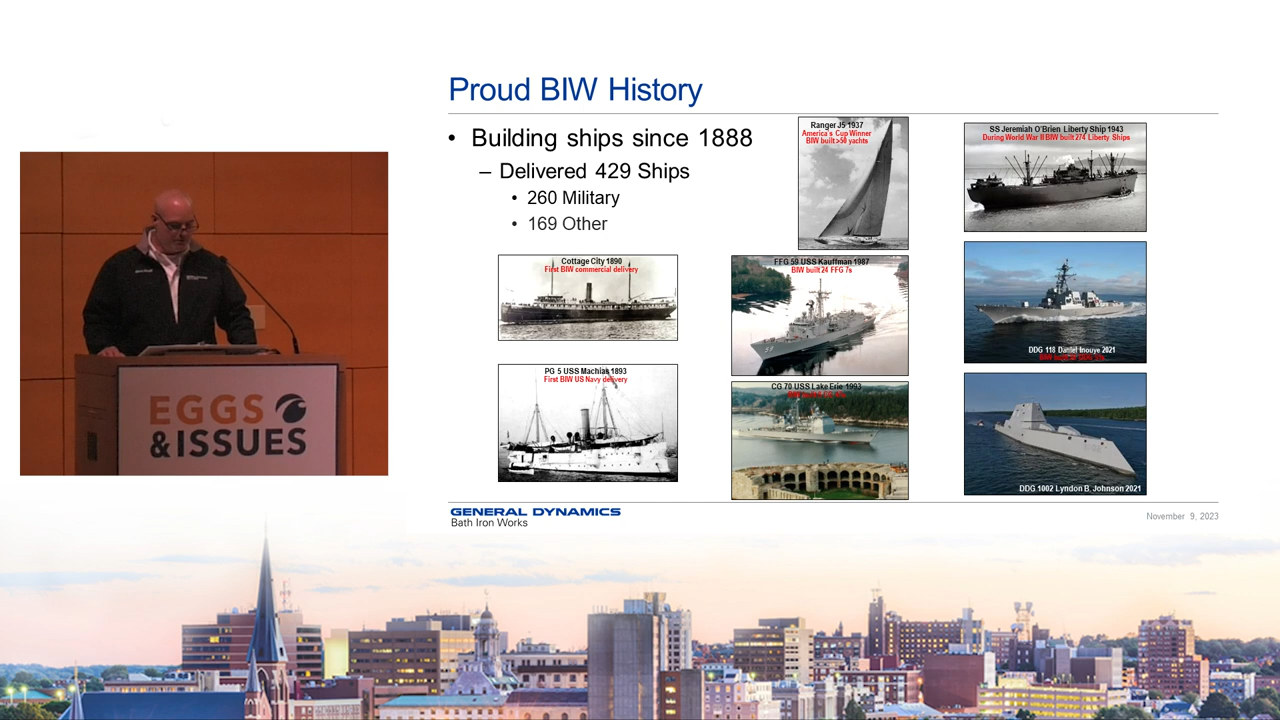 Proud BIW History
• Building ships since 1888
– Delivered 429 Ships
• 260 Military
• 169 Other
Ranger J5 1937
America's Cup Winner
BIW built >50 yachts
SS Jeremiah O'Brien Liberty Ship 1943
During World War II BIW built 274 Liberty Ships
Cottage City 1890
First BIW commercial delivery
FFG 59 USS Kauffman 1987
BIW built 24 FFG 7s
59
DDG 118 Daniel Inouye 2021
PG 5 USS Machias 1893
First BIW US Navy delivery
CG 70 USS Lake Erie 1993
DDG 1002 Lyndon B. Johnson 2021
EGGS
&ISSUES
GENERAL DYNAMICS
Bath Iron Works
November 9, 2023